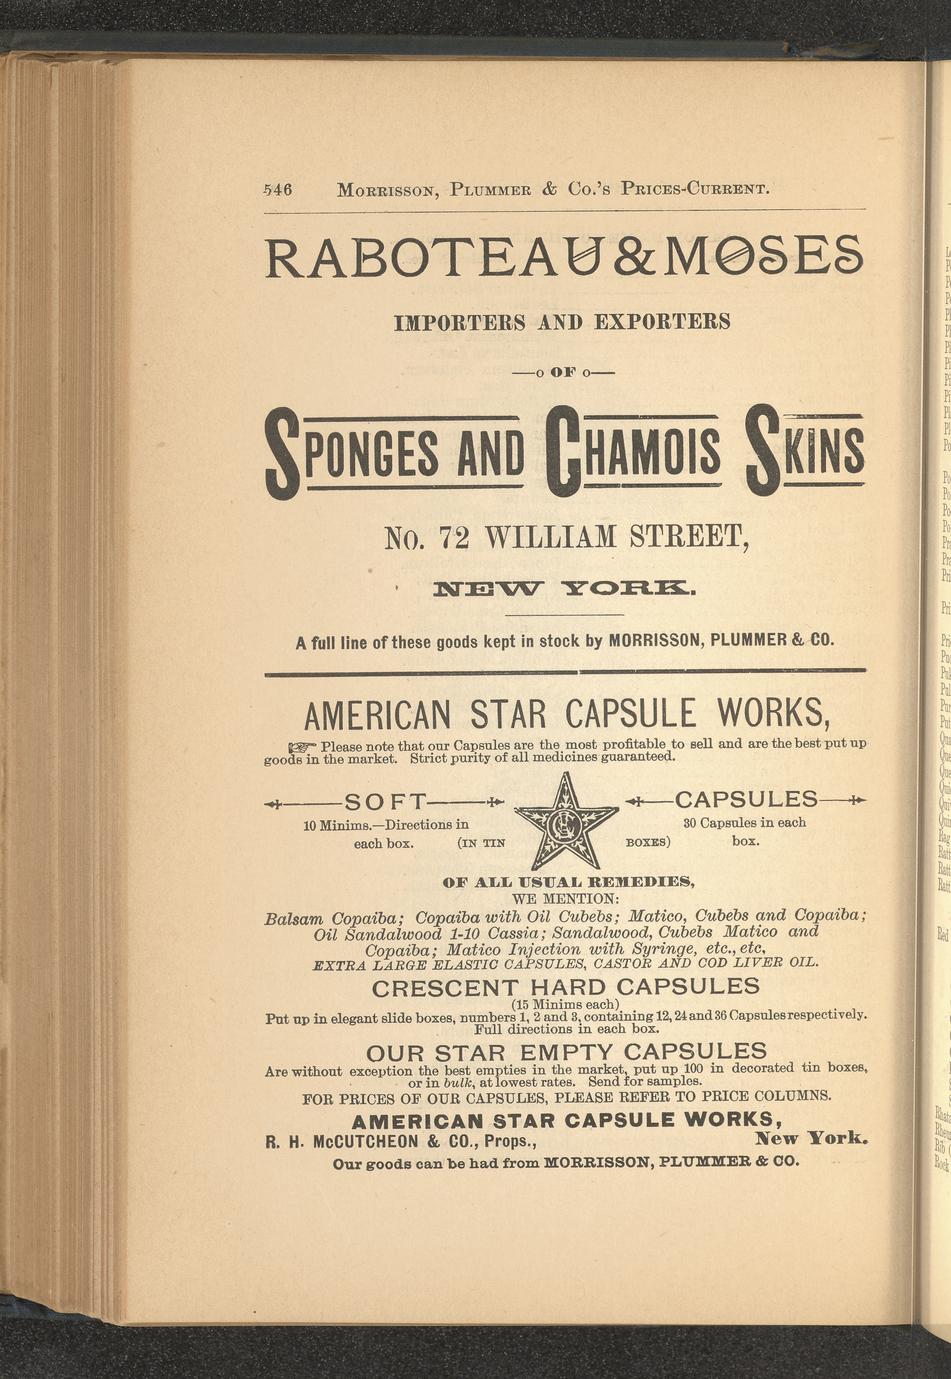 546 MORRISSON, PLUMMER & CO.'S PRICES-CURRENT.
RABOTEAU & MOSES
IMPORTERS AND EXPORTERS
—o OF o—
SPONGES AND CHAMOIS SKINS
No. 72 WILLIAM STREET,
NEW YORK.
A full line of these goods kept in stock by MORRISSON, PLUMMER & CO.
AMERICAN STAR CAPSULE WORKS,
☞ Please note that our Capsules are the most profitable to sell and are the best put up
goods in the market. Strict purity of all medicines guaranteed.
SOFT CAPSULES
10 Minims.—Directions in 30 Capsules in each
each box. (IN TIN BOXES) box.
OF ALL USUAL REMEDIES,
WE MENTION:
Balsam Copaiba; Copaiba with Oil Cubebs; Matico, Cubebs and Copaiba;
Oil Sandalwood 1-10 Cassia; Sandalwood, Cubebs Matico and
Copaiba; Matico Injection with Syringe, etc., etc,
EXTRA LARGE ELASTIC CAPSULES, CASTOR AND COD LIVER OIL.
CRESCENT HARD CAPSULES
(15 Minims each)
Put up in elegant slide boxes, numbers 1, 2 and 3, containing 12, 24 and 36 Capsules respectively.
Full directions in each box.
OUR STAR EMPTY CAPSULES
Are without exception the best empties in the market, put up 100 in decorated tin boxes,
or in bulk, at lowest rates. Send for samples.
FOR PRICES OF OUR CAPSULES, PLEASE REFER TO PRICE COLUMNS.
AMERICAN STAR CAPSULE WORKS,
R. H. McCUTCHEON & CO., Props., New York.
Our goods can be had from MORRISSON, PLUMMER & CO.